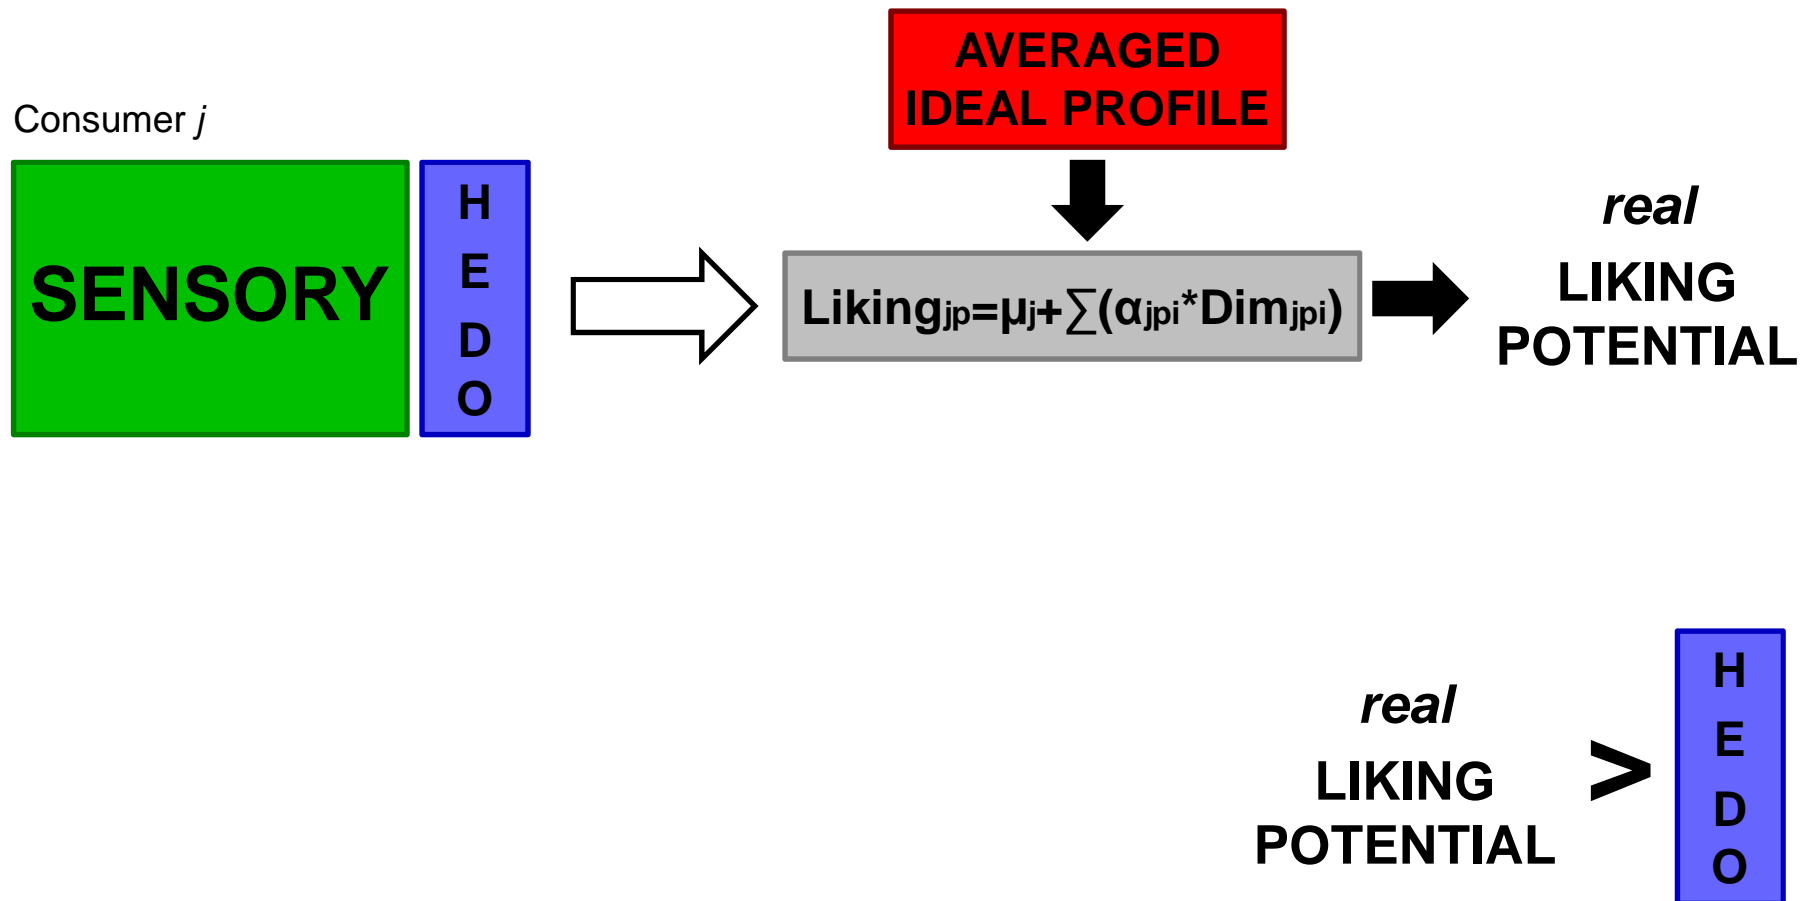 AVERAGED
IDEAL PROFILE
Consumer j
SENSORY
H
E
D
O
Likingjp=µj+∑(αjpi*Dimjpi)
real
LIKING
POTENTIAL
real
LIKING
POTENTIAL
>
H
E
D
O